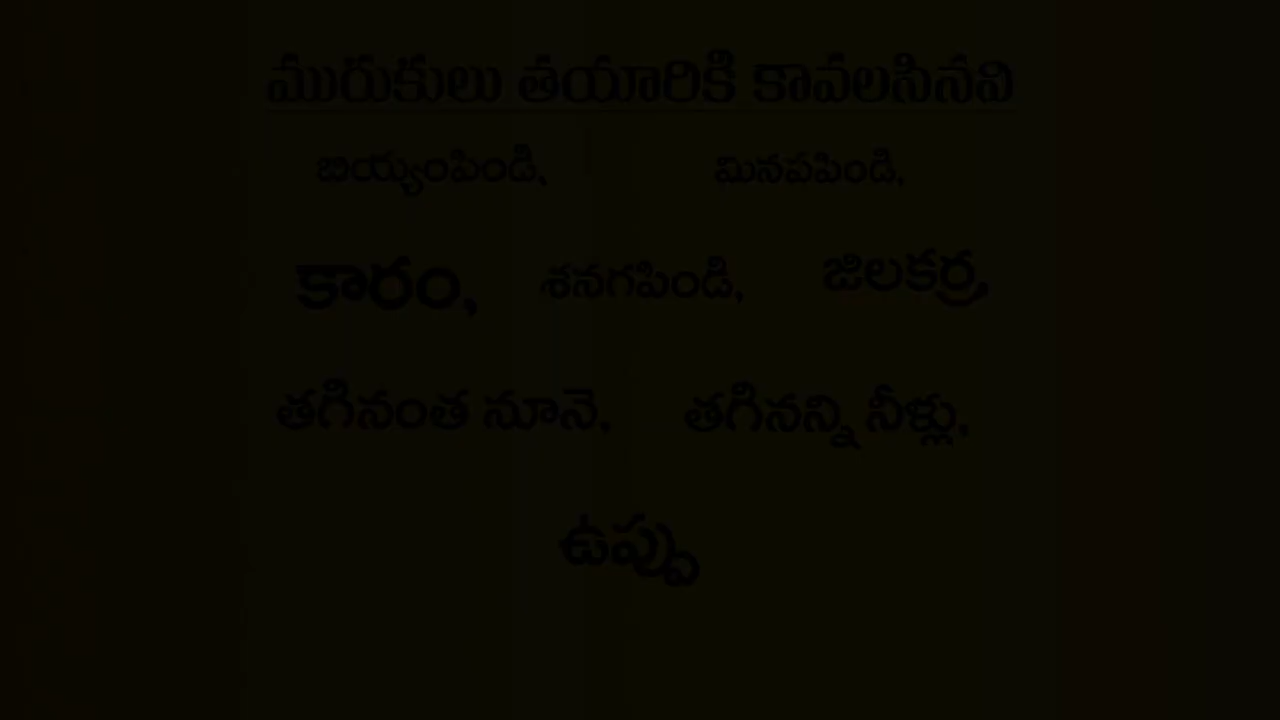 మురుకులు తయారికి కావలసినవి
బియ్యంపిండి, మినపపిండి,
కారం, శనగపిండి, జిలకర్ర,
తగినంత నూనె, తగినన్ని నీళ్లు,
ఉప్పు